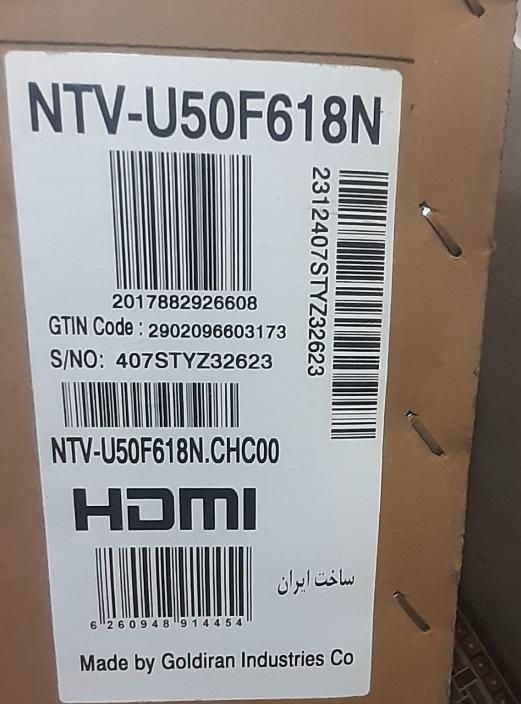 NTV-U50F618N
2312407STYZ32623
2017882926608
GTIN Code : 2902096603173
S/NO: 407STYZ32623
NTV-U50F618N.CHC00
HDMI
ساخت ایران
6 260948 914454
Made by Goldiran Industries Co